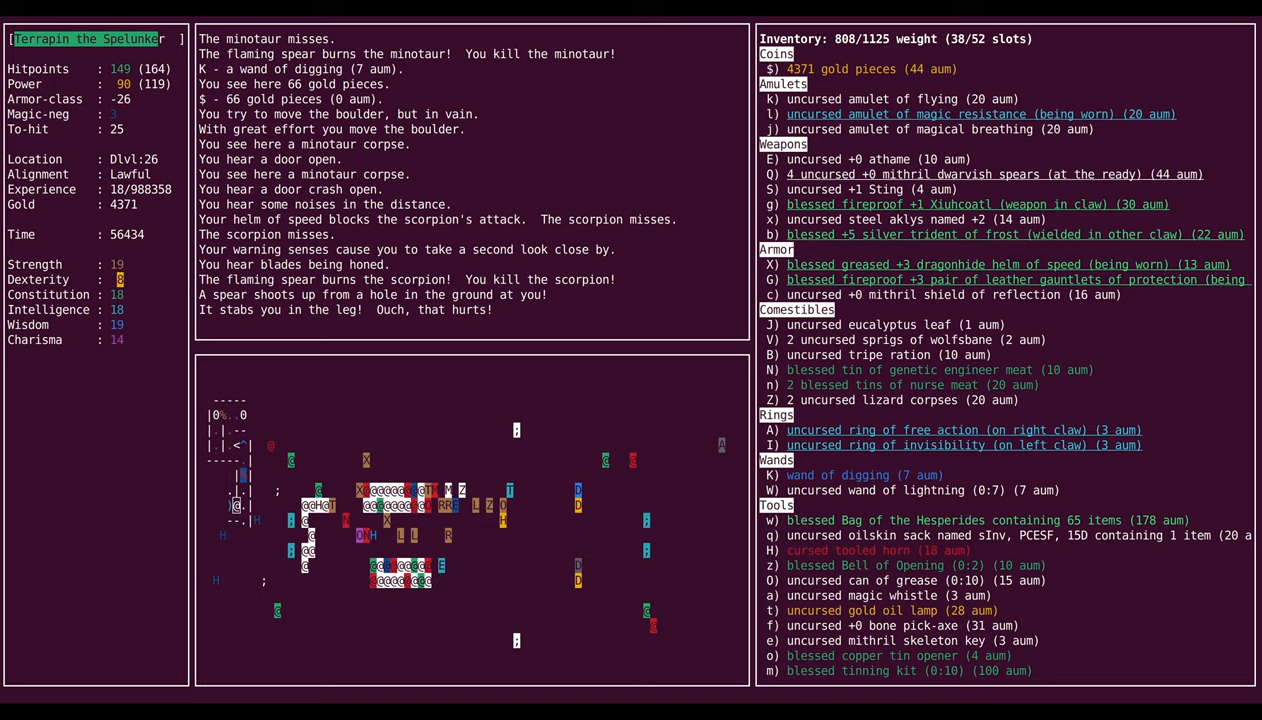 [Terrapin the Spelunker  ]
Hitpoints    : 149 (164)
Power        :  90 (119)
Armor-class  : -26
Magic-neg    : 3
To-hit       : 25
Location     : Dlvl:26
Alignment    : Lawful
Experience   : 18/988358
Gold         : 4371
Time         : 56434
Strength     : 19
Dexterity    : 8
Constitution : 18
Intelligence : 18
Wisdom       : 19
Charisma     : 14
The minotaur misses.
The flaming spear burns the minotaur!  You kill the minotaur!
K - a wand of digging (7 aum).
You see here 66 gold pieces.
$ - 66 gold pieces (0 aum).
You try to move the boulder, but in vain.
With great effort you move the boulder.
You see here a minotaur corpse.
You hear a door open.
You see here a minotaur corpse.
You hear a door crash open.
You hear some noises in the distance.
Your helm of speed blocks the scorpion's attack.  The scorpion misses.
The scorpion misses.
Your warning senses cause you to take a second look close by.
You hear blades being honed.
The flaming spear burns the scorpion!  You kill the scorpion!
A spear shoots up from a hole in the ground at you!
It stabs you in the leg!  Ouch, that hurts!
Inventory: 808/1125 weight (38/52 slots)
Coins
$) 4371 gold pieces (44 aum)
Amulets
k) uncursed amulet of flying (20 aum)
l) uncursed amulet of magic resistance (being worn) (20 aum)
j) uncursed amulet of magical breathing (20 aum)
Weapons
E) uncursed +0 athame (10 aum)
Q) 4 uncursed +0 mithril dwarvish spears (at the ready) (44 aum)
S) uncursed +1 Sting (4 aum)
g) blessed fireproof +1 Xiuhcoatl (weapon in claw) (30 aum)
x) uncursed steel aklys named +2 (14 aum)
b) blessed +5 silver trident of frost (wielded in other claw) (22 aum)
Armor
X) blessed greased +3 dragonhide helm of speed (being worn) (13 aum)
G) blessed fireproof +3 pair of leather gauntlets of protection (being
c) uncursed +0 mithril shield of reflection (16 aum)
Comestibles
J) uncursed eucalyptus leaf (1 aum)
V) 2 uncursed sprigs of wolfsbane (2 aum)
B) uncursed tripe ration (10 aum)
N) blessed tin of genetic engineer meat (10 aum)
n) 2 blessed tins of nurse meat (20 aum)
Z) 2 uncursed lizard corpses (20 aum)
Rings
A) uncursed ring of free action (on right claw) (3 aum)
I) uncursed ring of invisibility (on left claw) (3 aum)
Wands
K) wand of digging (7 aum)
W) uncursed wand of lightning (0:7) (7 aum)
Tools
w) blessed Bag of the Hesperides containing 65 items (178 aum)
q) uncursed oilskin sack named sInv, PCESF, 15D containing 1 item (20 a
H) cursed tooled horn (18 aum)
z) blessed Bell of Opening (0:2) (10 aum)
O) uncursed can of grease (0:10) (15 aum)
a) uncursed magic whistle (3 aum)
t) uncursed gold oil lamp (28 aum)
f) uncursed +0 bone pick-axe (31 aum)
e) uncursed mithril skeleton key (3 aum)
o) blessed copper tin opener (4 aum)
m) blessed tinning kit (0:10) (100 aum)